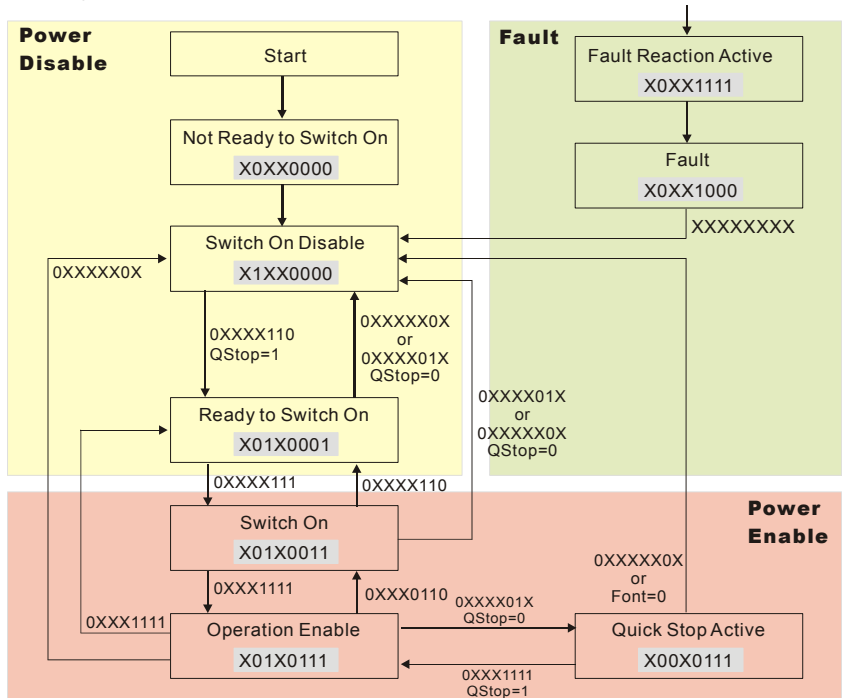 Power
Disable
Start
Not Ready to Switch On
X0XX0000
Switch On Disable
X1XX0000
0XXXXX0X
0XXXX110
QStop=1
0XXXXX0X
or
0XXXX01X
QStop=0
Ready to Switch On
X01X0001
0XXXX111
0XXXX110
Fault
Fault Reaction Active
X0XX1111
Fault
X0XX1000
XXXXXXXX
0XXXX01X
or
0XXXXX0X
QStop=0
Power
Enable
Switch On
X01X0011
0XXX1111
0XXX0110
0XXX1111
Operation Enable
X01X0111
0XXXX01X
QStop=0
0XXX1111
QStop=1
0XXXXX0X
or
Font=0
Quick Stop Active
X00X0111